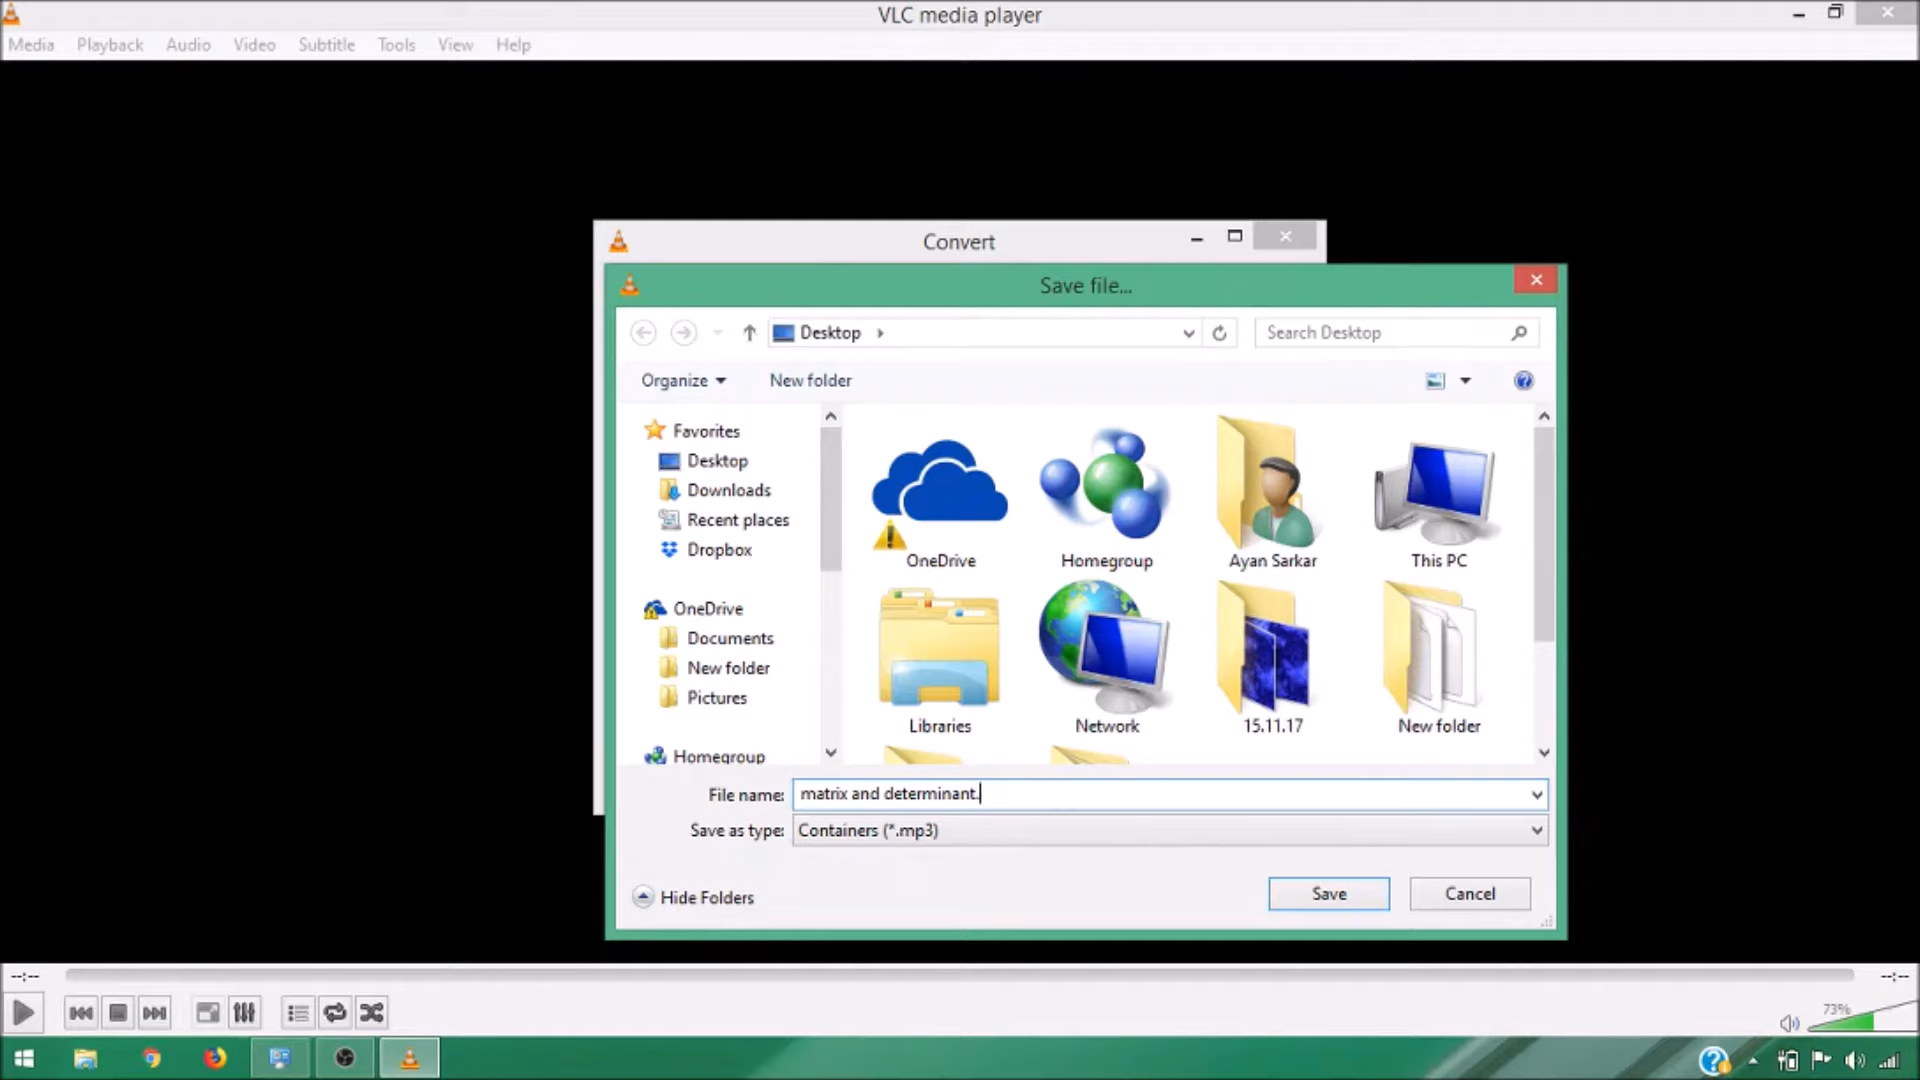 VLC media player
Media Playback Audio Video Subtitle Tools View Help
Convert
Save file...
Desktop
Search Desktop
Organize New folder
Favorites
Desktop
Downloads
Recent places
Dropbox
OneDrive
Documents
New folder
Pictures
Homegroup
OneDrive Homegroup Ayan Sarkar This PC
Libraries Network 15.11.17 New folder
File name: matrix and determinant.
Save as type: Containers (*.mp3)
Hide Folders Save Cancel
--:-- --:--
73%